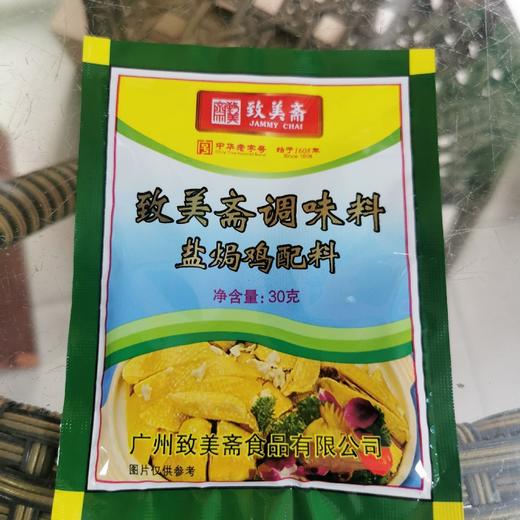 致美斋
JAMMY CHAI
中华老字号 始于1608年
Since 1608
致美斋调味料
盐焗鸡配料
净含量: 30克
广州致美斋食品有限公司
图片仅供参考